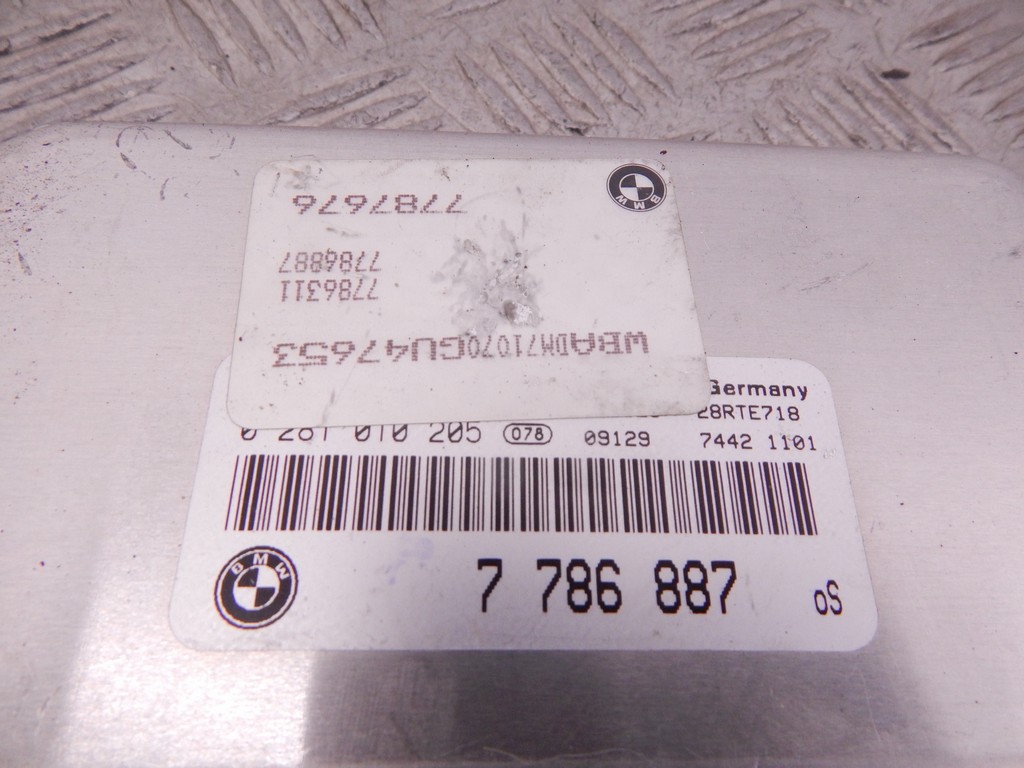 BMW
7787676
7786887
7786311
WBADM71070GU47653
Germany
28RTE718
0 281 010 205 078 09129 7442 1101
BMW
7 786 887 oS